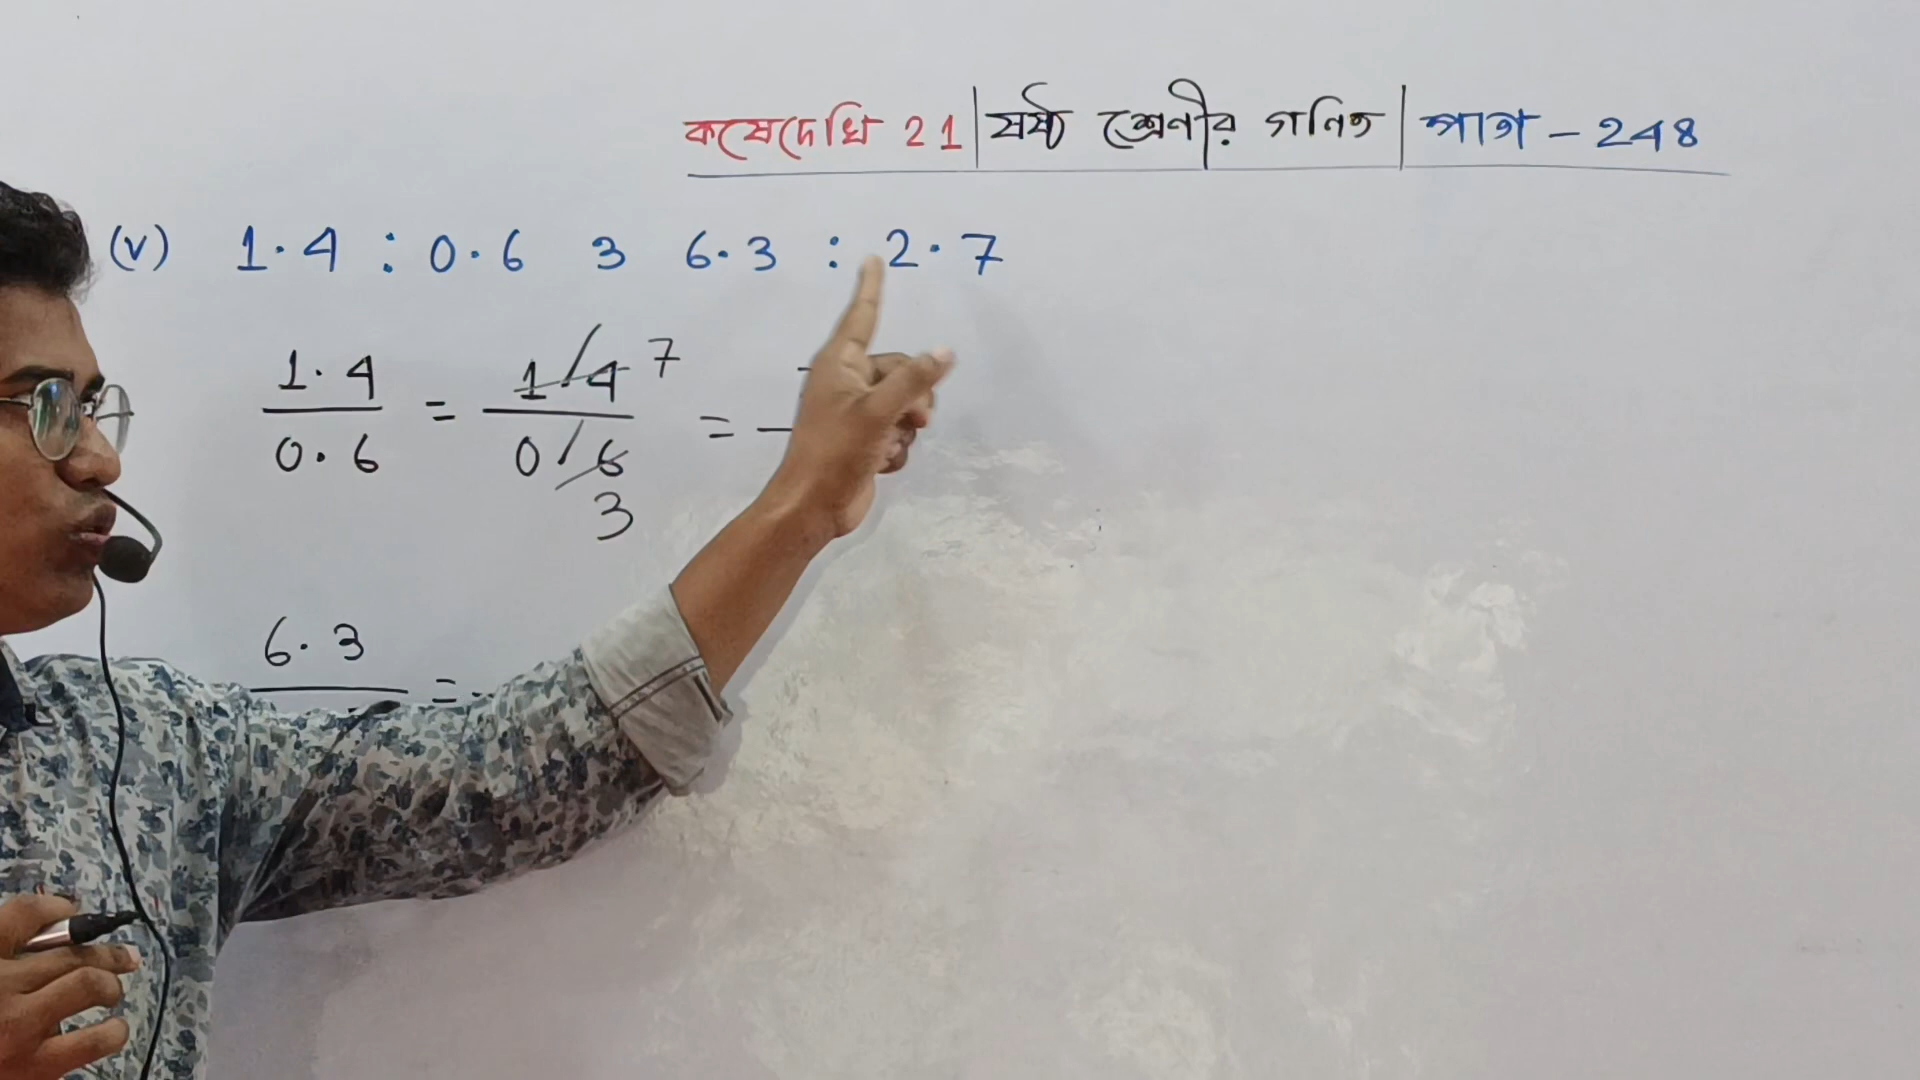 কষেদেখি 21 | ষষ্ঠ শ্রেণীর গনিত | পাতা - 248
(v) 1.4 : 0.6 ও 6.3 : 2.7
1.4 / 0.6 = 1/4 7 / 0/6 3 =
6.3 =